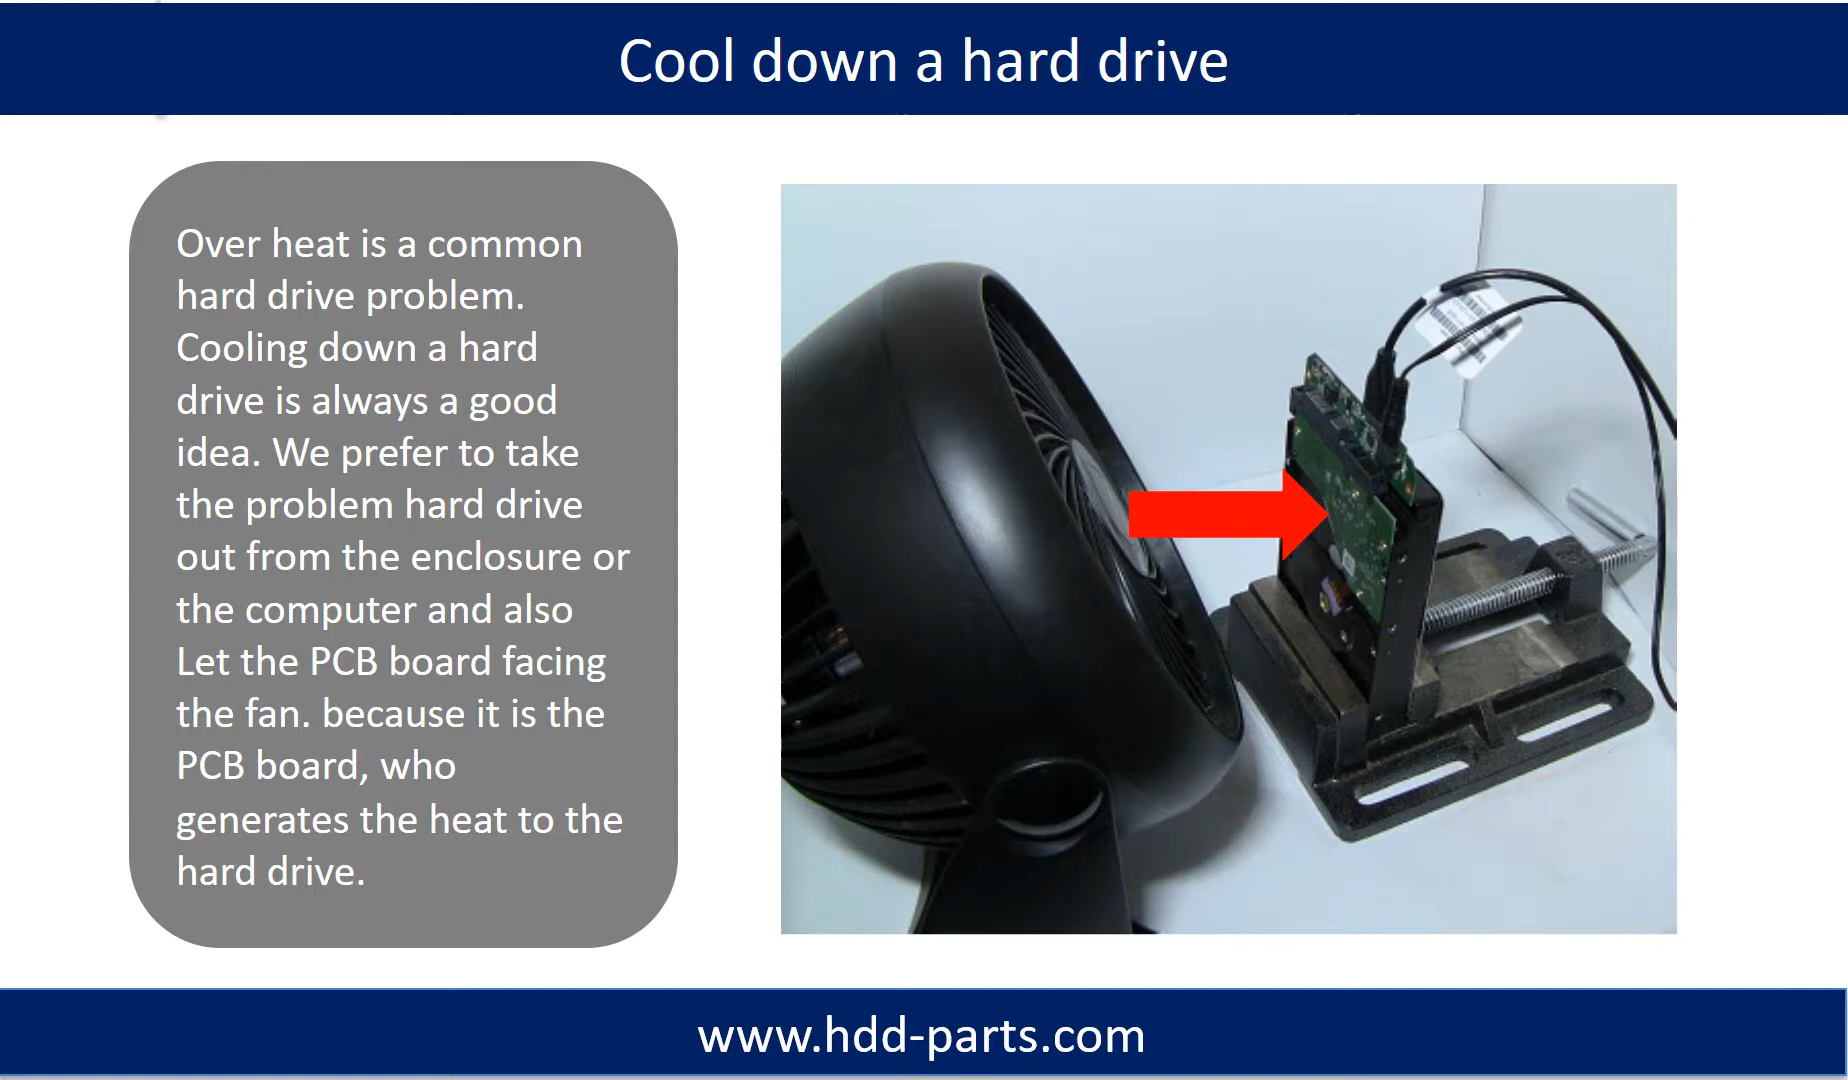 Cool down a hard drive
Over heat is a common
hard drive problem.
Cooling down a hard
drive is always a good
idea. We prefer to take
the problem hard drive
out from the enclosure or
the computer and also
Let the PCB board facing
the fan. because it is the
PCB board, who
generates the heat to the
hard drive.
www.hdd-parts.com